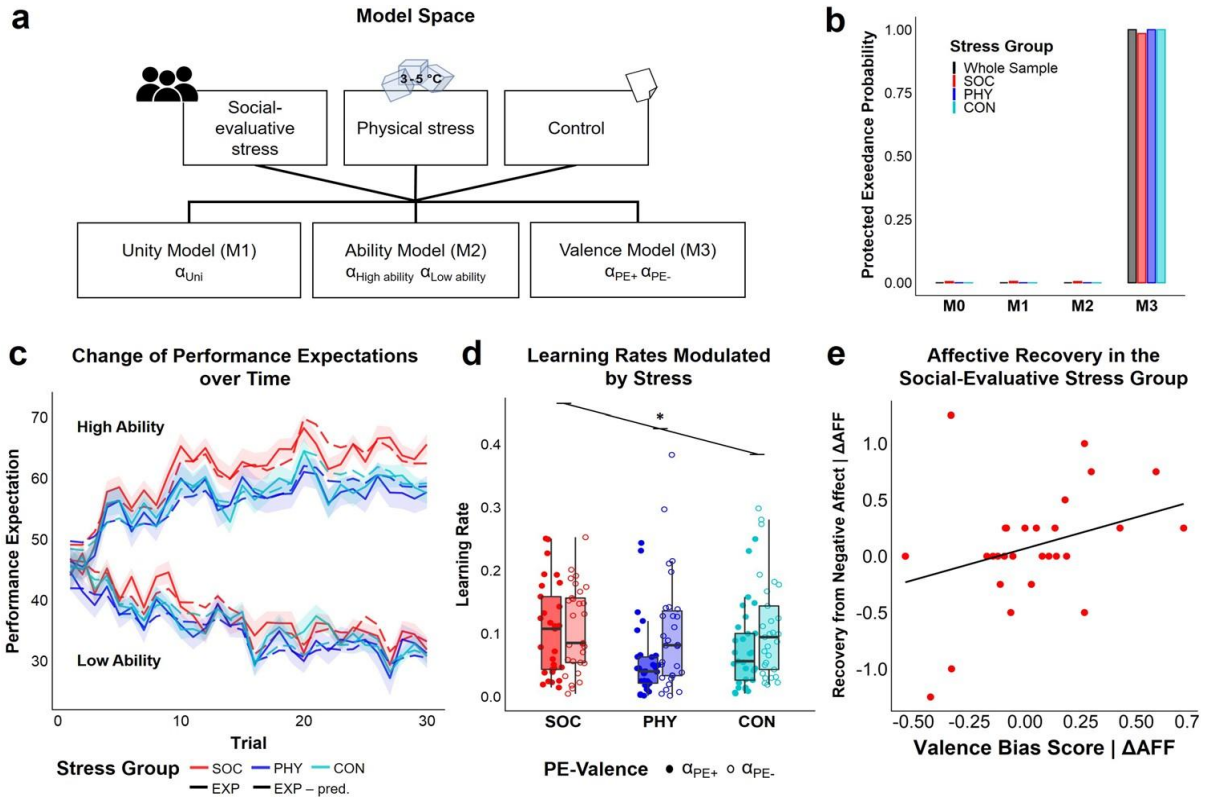 a
Model Space
Social-
evaluative
stress
3-5 °C
Physical stress
Control
Unity Model (M1)
αUni
Ability Model (M2)
αHigh ability αLow ability
Valence Model (M3)
αPE+ αPE-
b
Protected Exeedance Probability
1.00
0.75
0.50
0.25
0.00
Stress Group
Whole Sample
SOC
PHY
CON
M0 M1 M2 M3
c
Change of Performance Expectations
over Time
Performance Expectation
70
60
50
40
30
High Ability
Low Ability
0 10 20 30
Trial
Stress Group SOC PHY CON
EXP EXP – pred.
d
Learning Rates Modulated
by Stress
Learning Rate
0.4
0.3
0.2
0.1
0.0
*
SOC PHY CON
PE-Valence αPE+ αPE-
e
Affective Recovery in the
Social-Evaluative Stress Group
Recovery from Negative Affect | ΔAFF
1.0
0.5
0.0
-0.5
-1.0
-0.50 -0.25 0.00 0.25 0.50 0.7
Valence Bias Score | ΔAFF